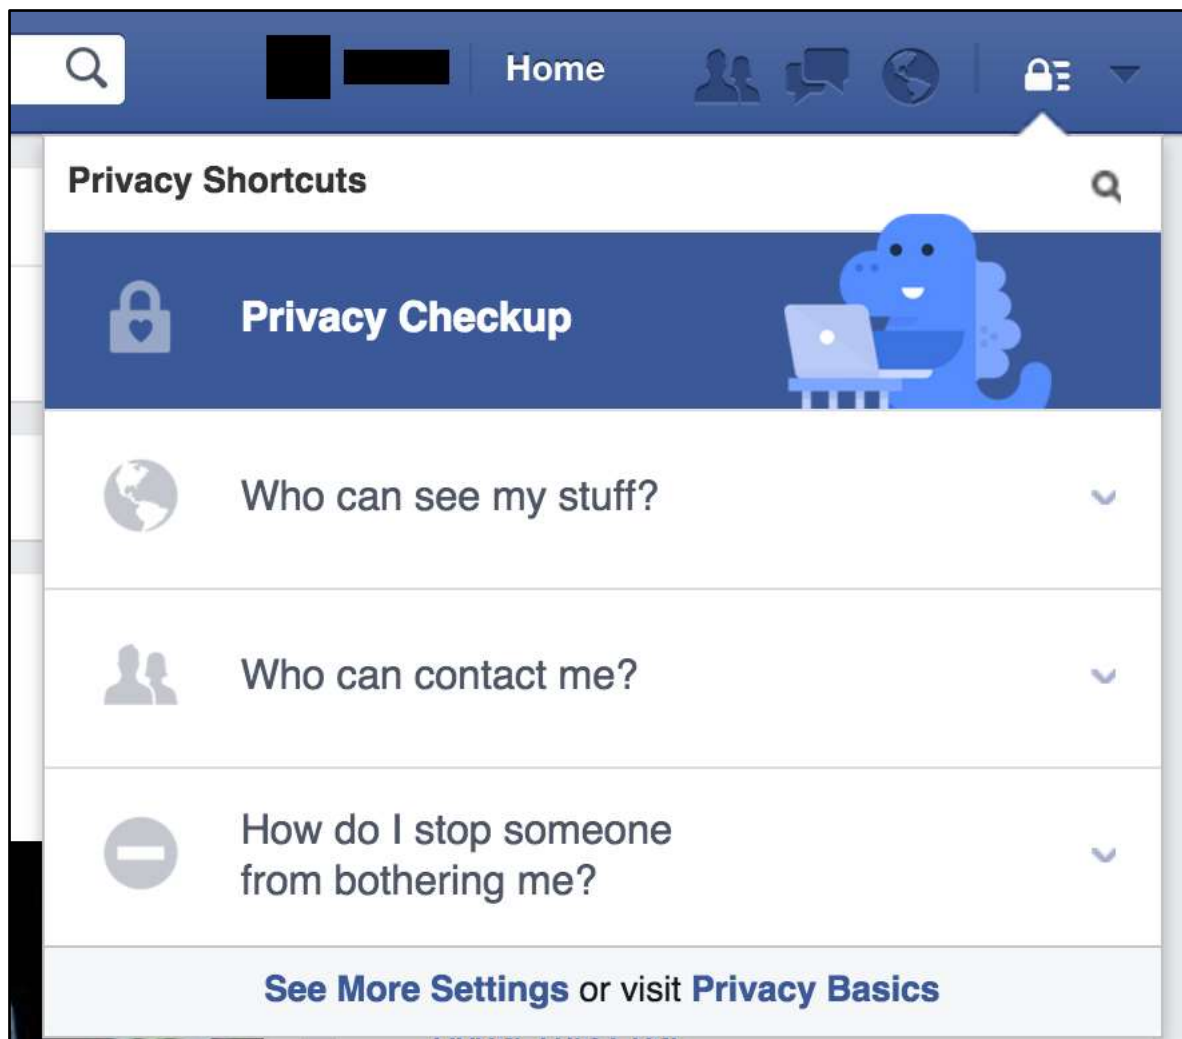 Home
Privacy Shortcuts
Privacy Checkup
Who can see my stuff?
Who can contact me?
How do I stop someone
from bothering me?
See More Settings or visit Privacy Basics